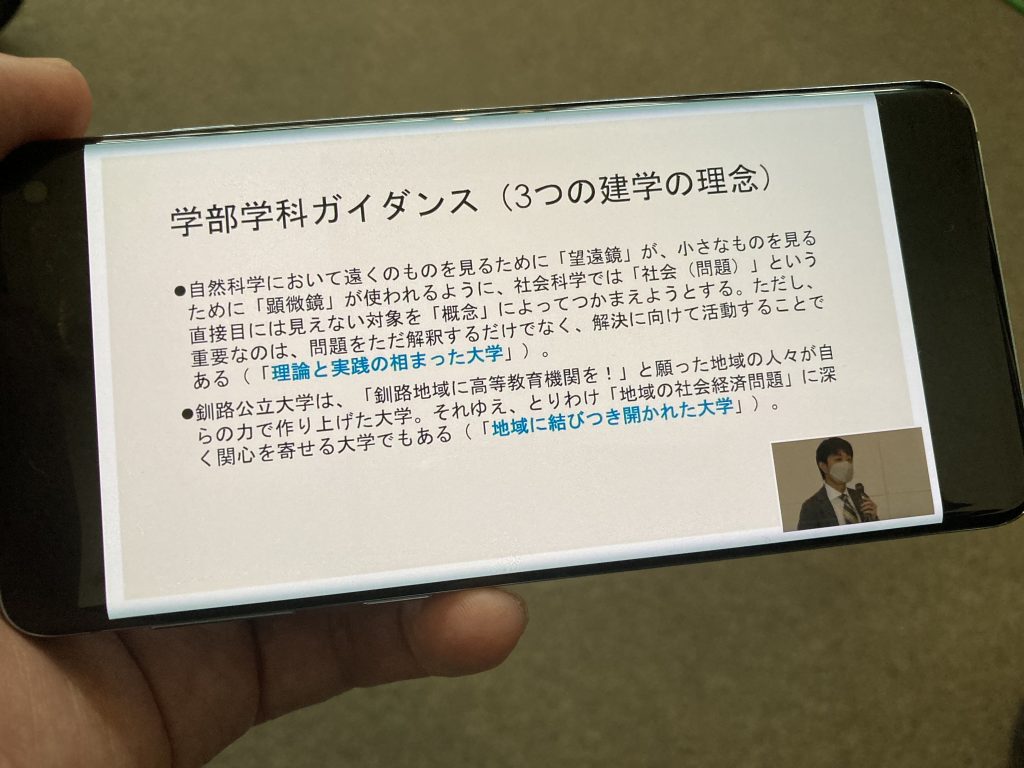 学部学科ガイダンス（3つの建学の理念）
●自然科学において遠くのものを見るために「望遠鏡」が、小さなものを見る
ために「顕微鏡」が使われるように、社会科学では「社会（問題）」という
直接目には見えない対象を「概念」によってつかまえようとする。ただし、
重要なのは、問題をただ解釈するだけでなく、解決に向けて活動することで
ある（「理論と実践の相まった大学」）。
●釧路公立大学は、「釧路地域に高等教育機関を！」と願った地域の人々が自
らの力で作り上げた大学。それゆえ、とりわけ「地域の社会経済問題」に深
く関心を寄せる大学でもある（「地域に結びつき開かれた大学」）。